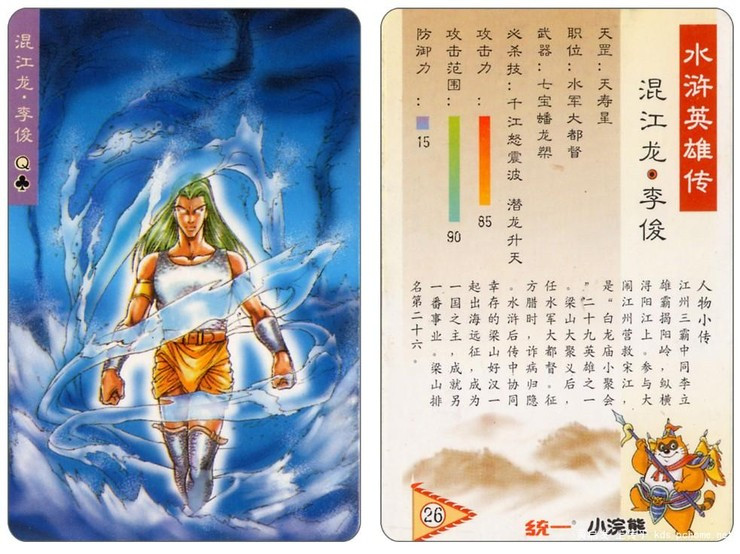 混江龙·李俊
Q
水浒英雄传
混江龙·李俊
天罡：天寿星
职位：水军大都督
武器：七宝蟠龙槊
必杀技：千江怒震波 潜龙升天
攻击力：
85
攻击范围：
90
防御力：
15
人物小传
江州三霸中同李立
雄霸揭阳岭，纵横
浔阳江上。参与大
闹江州营救宋江，
是“白龙庙小聚会
”二十九英雄之一
。梁山大聚义后，
任水军大都督。征
方腊时，诈病归隐
。水浒后传中协同
幸存的梁山好汉一
起出海远征，成为
一国之主，成就另
一番事业。梁山排
名第二十六。
26
统一® 小浣熊